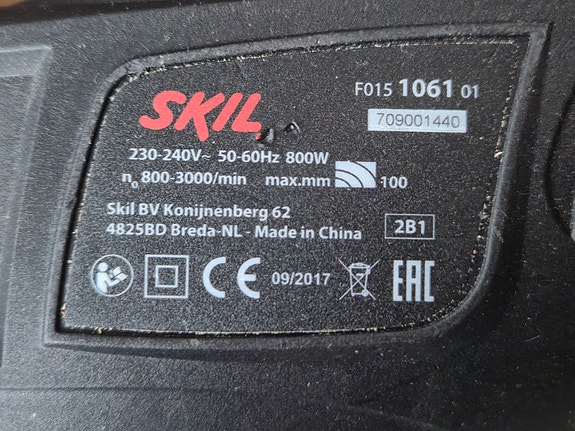 SKIL
F015 1061 01
709001440
230-240V~ 50-60Hz 800W
n₀ 800-3000/min max.mm 100
Skil BV Konijnenberg 62
4825BD Breda-NL - Made in China
2B1
CE 09/2017 EAC